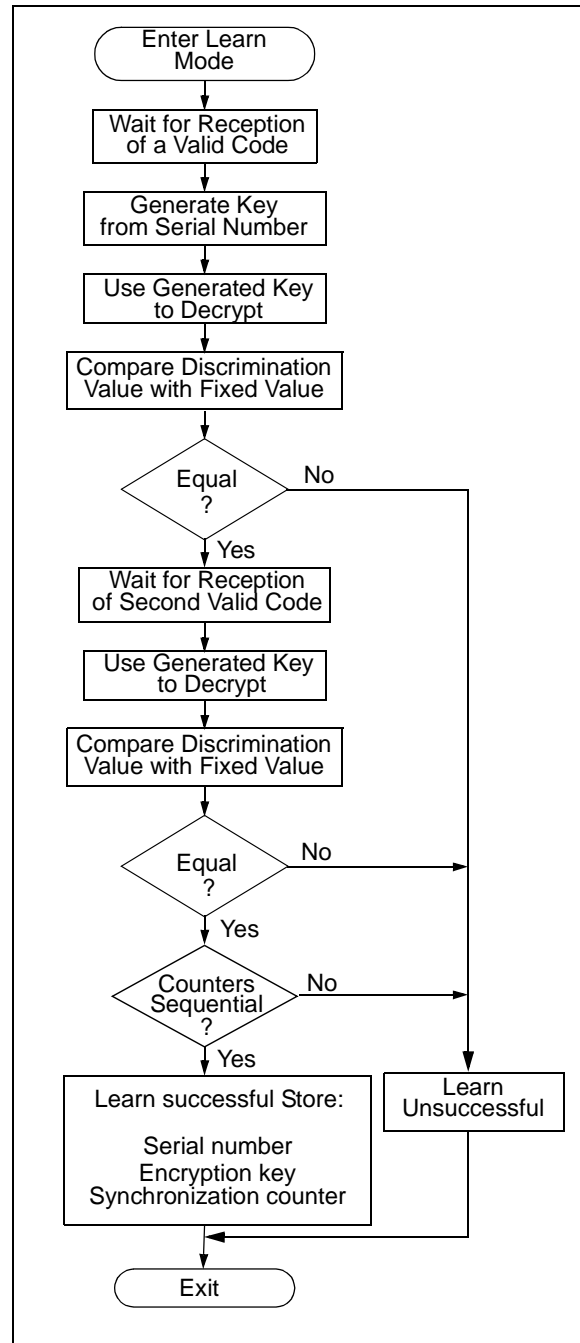 Enter Learn
Mode
Wait for Reception
of a Valid Code
Generate Key
from Serial Number
Use Generated Key
to Decrypt
Compare Discrimination
Value with Fixed Value
Equal
?
No
Yes
Wait for Reception
of Second Valid Code
Use Generated Key
to Decrypt
Compare Discrimination
Value with Fixed Value
Equal
?
No
Yes
Counters
Sequential
?
No
Yes
Learn successful Store:
Serial number
Encryption key
Synchronization counter
Learn
Unsuccessful
Exit